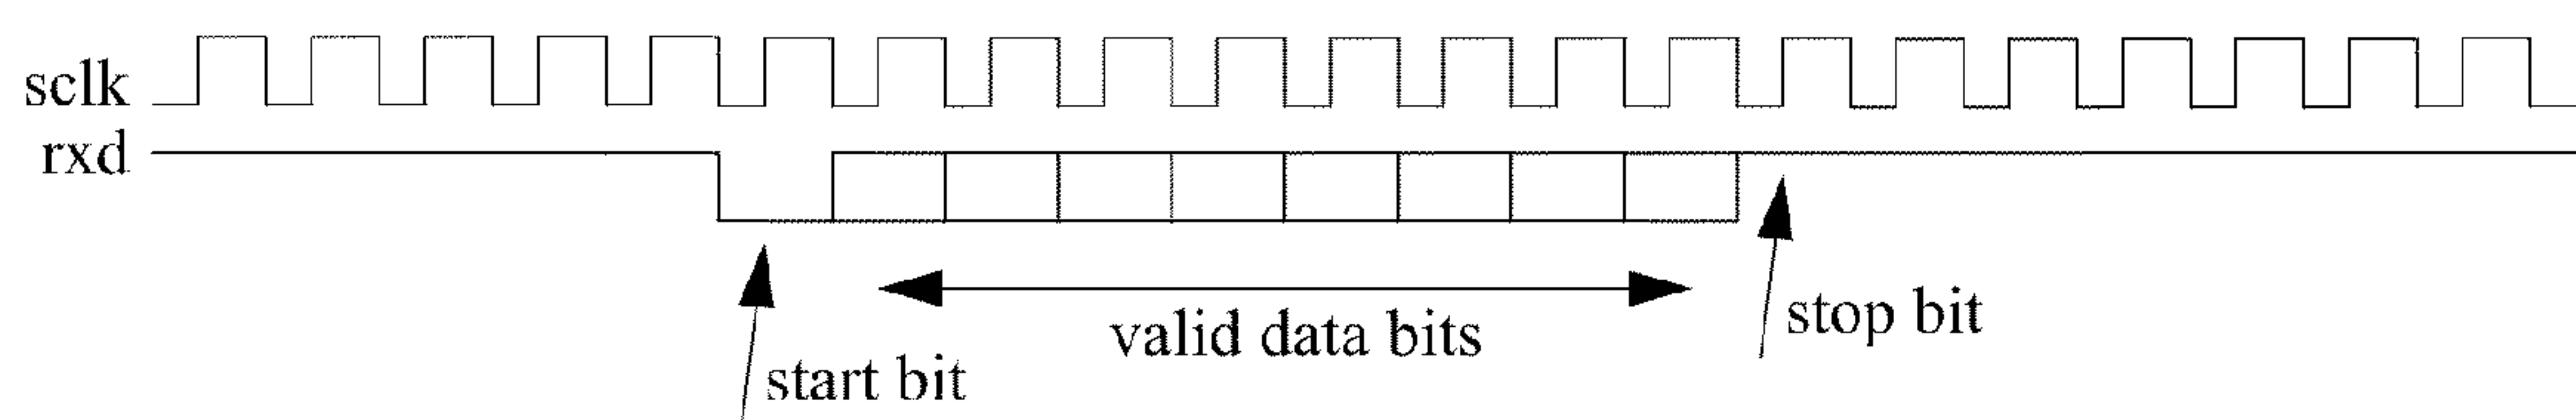 sclk
rxd
valid data bits
stop bit
start bit